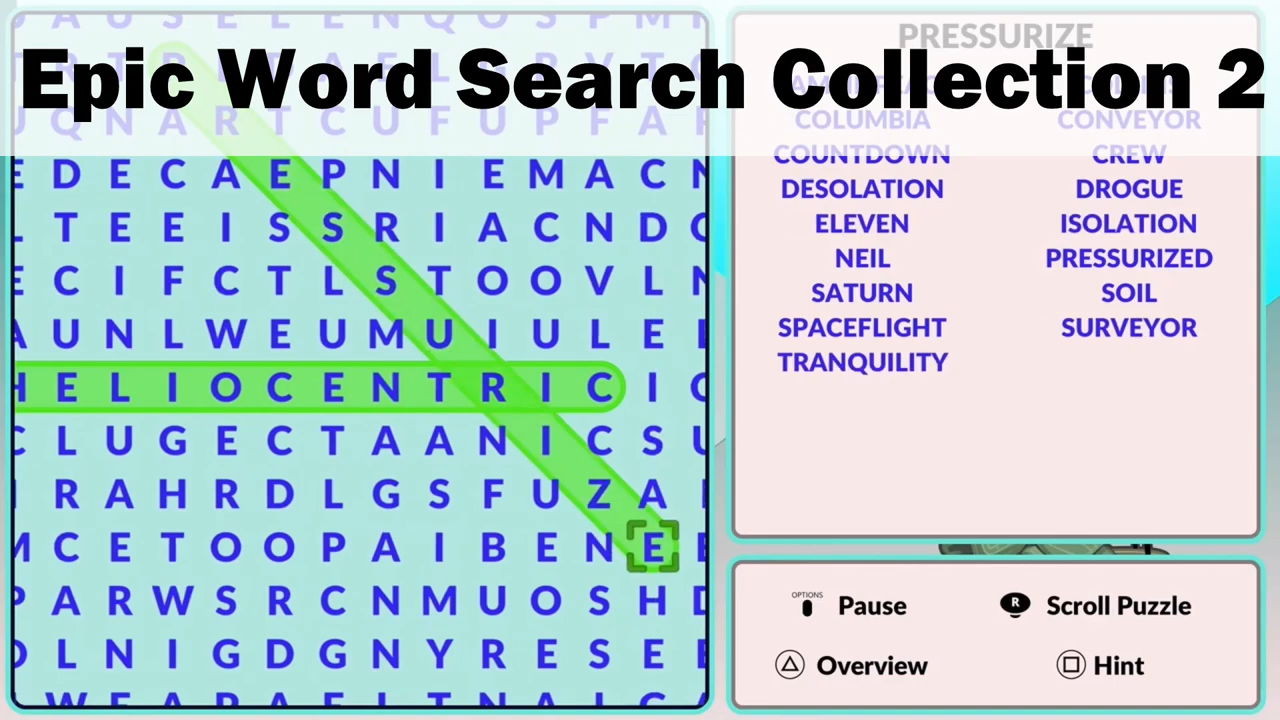 Epic Word Search Collection 2
PRESSURIZE
COLUMBIA CONVEYOR
COUNTDOWN CREW
DESOLATION DROGUE
ELEVEN ISOLATION
NEIL PRESSURIZED
SATURN SOIL
SPACEFLIGHT SURVEYOR
TRANQUILITY
Q N A R T C U F U P F A
E D E C A E P N I E M A C N
T E E I S S R I A C N D
E C I F C T L S T O O V L N
A U N L W E U M U I U L E
H E L I O C E N T R I C I
C L U G E C T A A N I C S U
R A H R D L G S F U Z A
M C E T O O P A I B E N E
P A R W S R C N M U O S H
L N I G D G N Y R E S E
OPTIONS
Pause
R
Scroll Puzzle
Overview
Hint